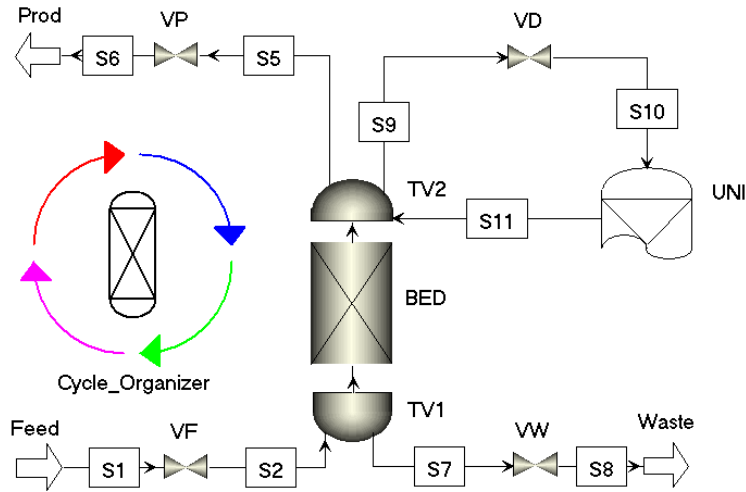 Prod
VP
VD
S6
S5
S9
S10
TV2
UNI
S11
BED
Cycle_Organizer
TV1
Feed
VF
VW
Waste
S1
S2
S7
S8